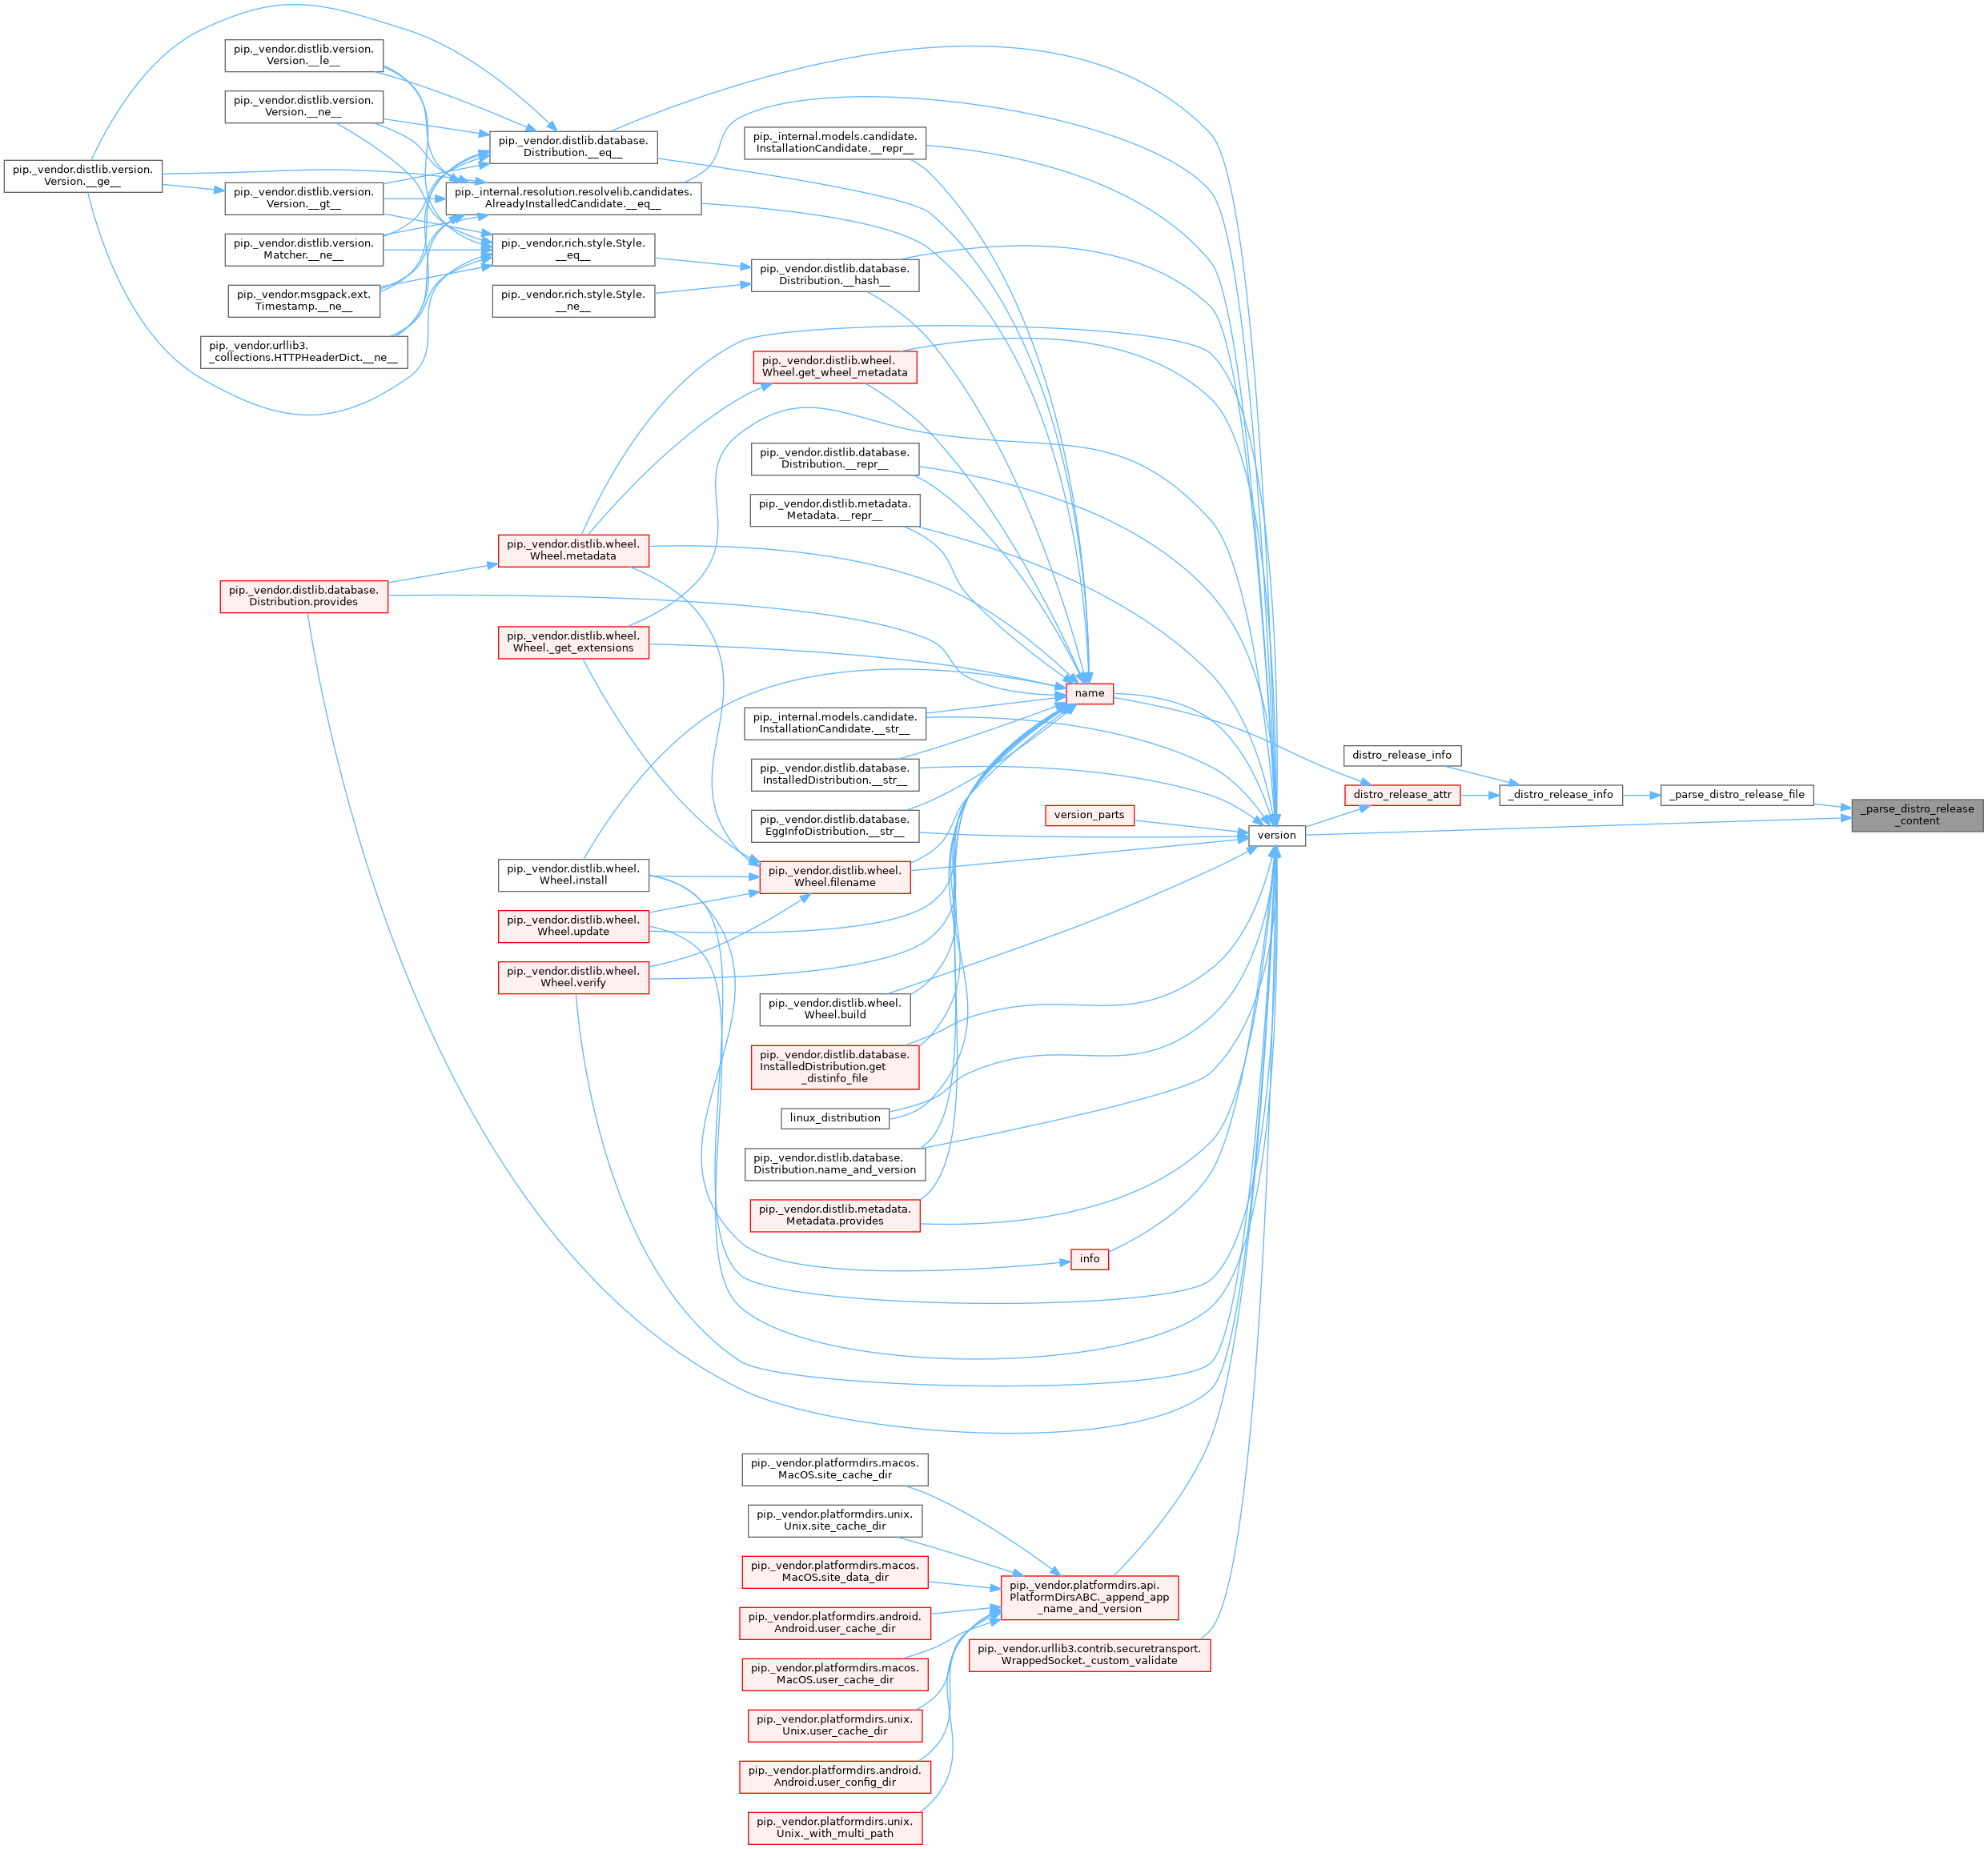 pip._vendor.distlib.version.
Version.__ge__
pip._vendor.distlib.version.
Version.__le__
pip._vendor.distlib.version.
Version.__ne__
pip._vendor.distlib.version.
Version.__gt__
pip._vendor.distlib.version.
Matcher.__ne__
pip._vendor.msgpack.ext.
Timestamp.__ne__
pip._vendor.urllib3.
_collections.HTTPHeaderDict.__ne__
pip._vendor.distlib.database.
Distribution.provides
pip._vendor.distlib.database.
Distribution.__eq__
pip._internal.resolution.resolvelib.candidates.
AlreadyInstalledCandidate.__eq__
pip._vendor.rich.style.Style.
__eq__
pip._vendor.rich.style.Style.
__ne__
pip._vendor.distlib.wheel.
Wheel.metadata
pip._vendor.distlib.wheel.
Wheel._get_extensions
pip._vendor.distlib.wheel.
Wheel.install
pip._vendor.distlib.wheel.
Wheel.update
pip._vendor.distlib.wheel.
Wheel.verify
pip._internal.models.candidate.
InstallationCandidate.__repr__
pip._vendor.distlib.database.
Distribution.__hash__
pip._vendor.distlib.wheel.
Wheel.get_wheel_metadata
pip._vendor.distlib.database.
Distribution.__repr__
pip._vendor.distlib.metadata.
Metadata.__repr__
pip._internal.models.candidate.
InstallationCandidate.__str__
pip._vendor.distlib.database.
InstalledDistribution.__str__
pip._vendor.distlib.database.
EggInfoDistribution.__str__
pip._vendor.distlib.wheel.
Wheel.filename
pip._vendor.distlib.wheel.
Wheel.build
pip._vendor.distlib.database.
InstalledDistribution.get
_distinfo_file
linux_distribution
pip._vendor.distlib.database.
Distribution.name_and_version
pip._vendor.distlib.metadata.
Metadata.provides
pip._vendor.platformdirs.macos.
MacOS.site_cache_dir
pip._vendor.platformdirs.unix.
Unix.site_cache_dir
pip._vendor.platformdirs.macos.
MacOS.site_data_dir
pip._vendor.platformdirs.android.
Android.user_cache_dir
pip._vendor.platformdirs.macos.
MacOS.user_cache_dir
pip._vendor.platformdirs.unix.
Unix.user_cache_dir
pip._vendor.platformdirs.android.
Android.user_config_dir
pip._vendor.platformdirs.unix.
Unix._with_multi_path
name
version_parts
info
pip._vendor.platformdirs.api.
PlatformDirsABC._append_app
_name_and_version
pip._vendor.urllib3.contrib.securetransport.
WrappedSocket._custom_validate
version
distro_release_info
distro_release_attr
_distro_release_info
_parse_distro_release_file
_parse_distro_release
_content